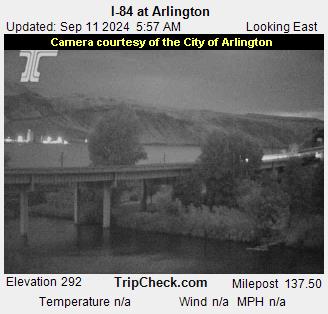 I-84 at Arlington
Updated: Sep 11 2024 5:57 AM Looking East
Camera courtesy of the City of Arlington
Elevation 292 TripCheck.com Milepost 137.50
Temperature n/a Wind n/a MPH n/a